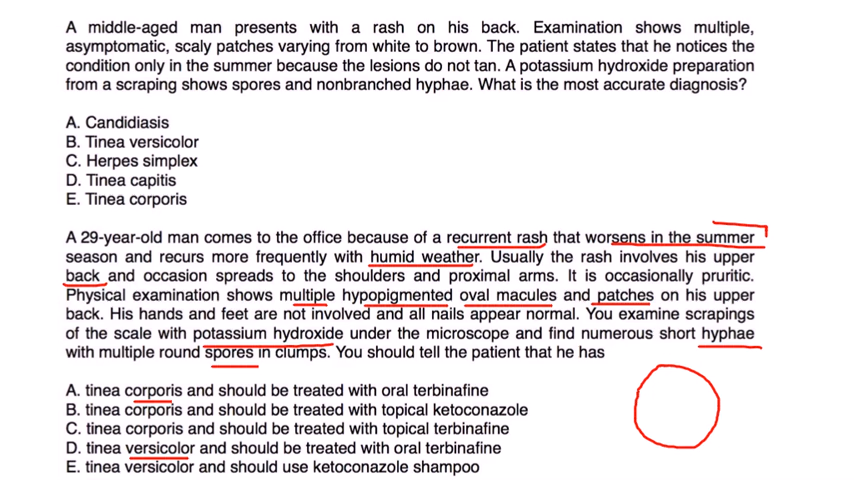 A middle-aged man presents with a rash on his back. Examination shows multiple,
asymptomatic, scaly patches varying from white to brown. The patient states that he notices the
condition only in the summer because the lesions do not tan. A potassium hydroxide preparation
from a scraping shows spores and nonbranched hyphae. What is the most accurate diagnosis?
A. Candidiasis
B. Tinea versicolor
C. Herpes simplex
D. Tinea capitis
E. Tinea corporis
A 29-year-old man comes to the office because of a recurrent rash that worsens in the summer
season and recurs more frequently with humid weather. Usually the rash involves his upper
back and occasion spreads to the shoulders and proximal arms. It is occasionally pruritic.
Physical examination shows multiple hypopigmented oval macules and patches on his upper
back. His hands and feet are not involved and all nails appear normal. You examine scrapings
of the scale with potassium hydroxide under the microscope and find numerous short hyphae
with multiple round spores in clumps. You should tell the patient that he has
A. tinea corporis and should be treated with oral terbinafine
B. tinea corporis and should be treated with topical ketoconazole
C. tinea corporis and should be treated with topical terbinafine
D. tinea versicolor and should be treated with oral terbinafine
E. tinea versicolor and should use ketoconazole shampoo